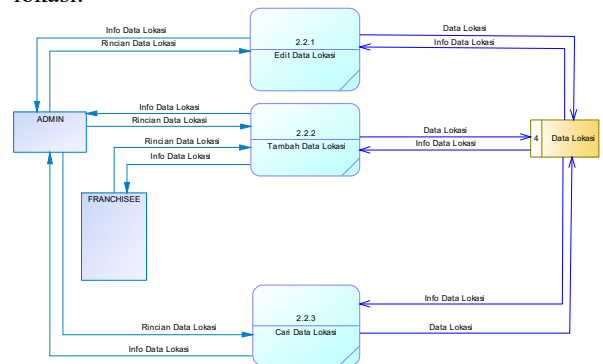 lokasi.
Info Data Lokasi
Rincian Data Lokasi
2.2.1
Edit Data Lokasi
Data Lokasi
Info Data Lokasi
ADMIN
Info Data Lokasi
Rincian Data Lokasi
Rincian Data Lokasi
Info Data Lokasi
2.2.2
Tambah Data Lokasi
Data Lokasi
Info Data Lokasi
4 Data Lokasi
FRANCHISEE
Info Data Lokasi
2.2.3
Cari Data Lokasi
Rincian Data Lokasi
Data Lokasi
Info Data Lokasi